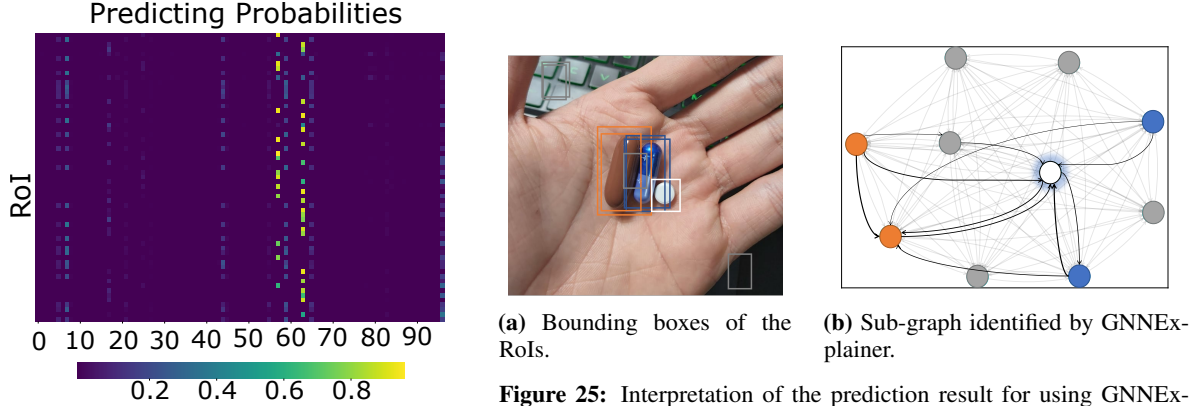 Predicting Probabilities
RoI
0 10 20 30 40 50 60 70 80 90
0.2 0.4 0.6 0.8
(a) Bounding boxes of the
RoIs.
(b) Sub-graph identified by GNNEx-
plainer.
Figure 25: Interpretation of the prediction result for using GNNEx-